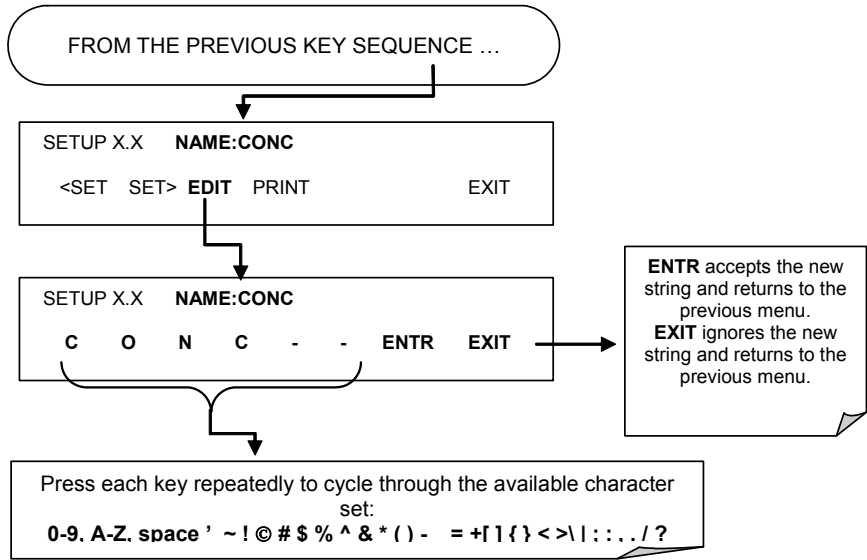 FROM THE PREVIOUS KEY SEQUENCE …
SETUP X.X NAME:CONC
<SET SET> EDIT PRINT EXIT
SETUP X.X NAME:CONC
C O N C - - ENTR EXIT
ENTR accepts the new
string and returns to the
previous menu.
EXIT ignores the new
string and returns to the
previous menu.
Press each key repeatedly to cycle through the available character
set:
0-9, A-Z, space ’ ~ ! © # $ % ^ & * ( ) - = +[ ] { } < >\ | ; : , . / ?